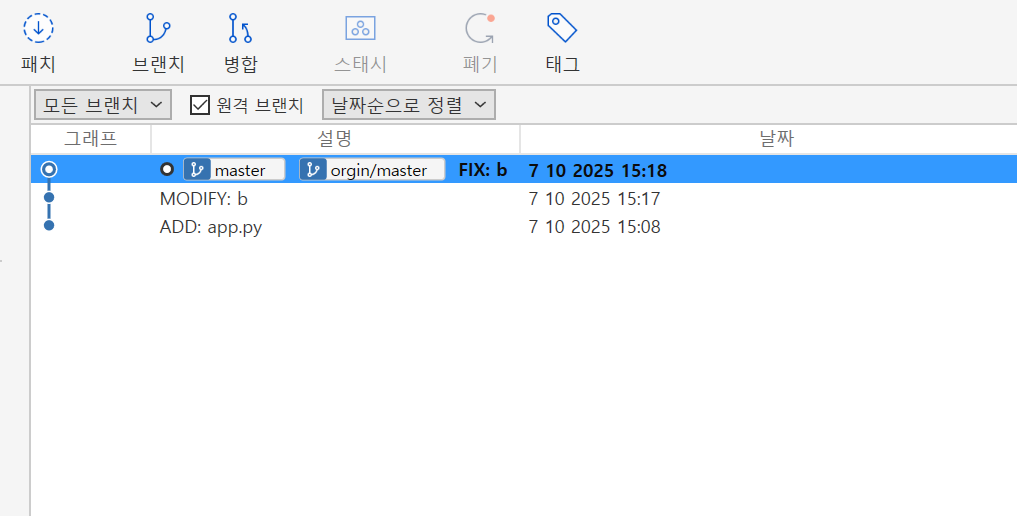 패치 브랜치 병합 스태시 폐기 태그
모든 브랜치 원격 브랜치 날짜순으로 정렬
그래프 설명 날짜
master orgin/master FIX: b 7 10 2025 15:18
MODIFY: b 7 10 2025 15:17
ADD: app.py 7 10 2025 15:08